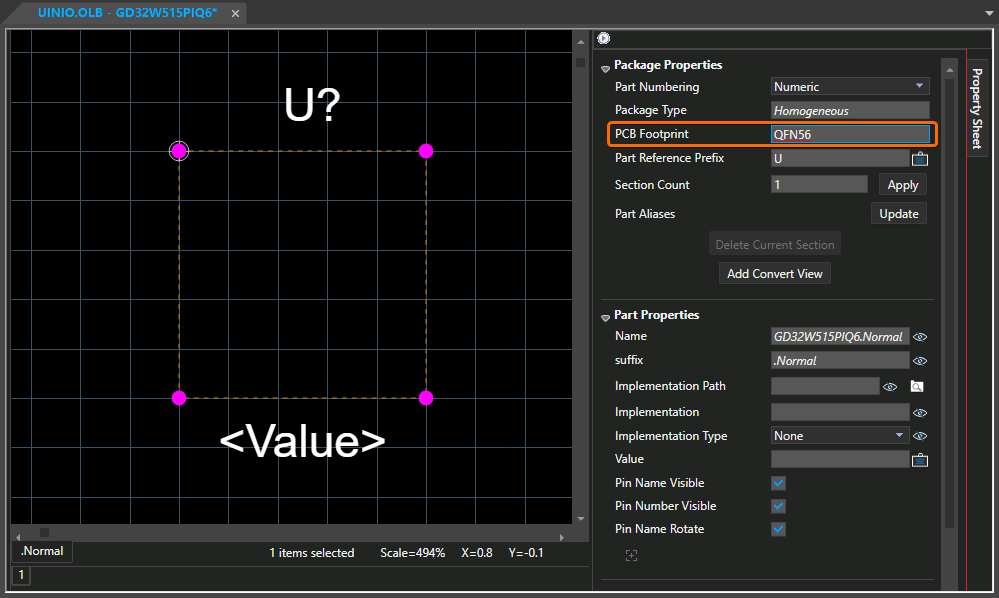 UINIO.OLB - GD32W515PIQ6*
U?
<Value>
.Normal
1 items selected Scale=494% X=0.8 Y=-0.1
1
Package Properties
Part Numbering Numeric
Package Type Homogeneous
PCB Footprint QFN56
Part Reference Prefix U
Section Count 1 Apply
Part Aliases Update
Delete Current Section
Add Convert View
Part Properties
Name GD32W515PIQ6.Normal
suffix .Normal
Implementation Path
Implementation
Implementation Type None
Value
Pin Name Visible
Pin Number Visible
Pin Name Rotate
Property Sheet